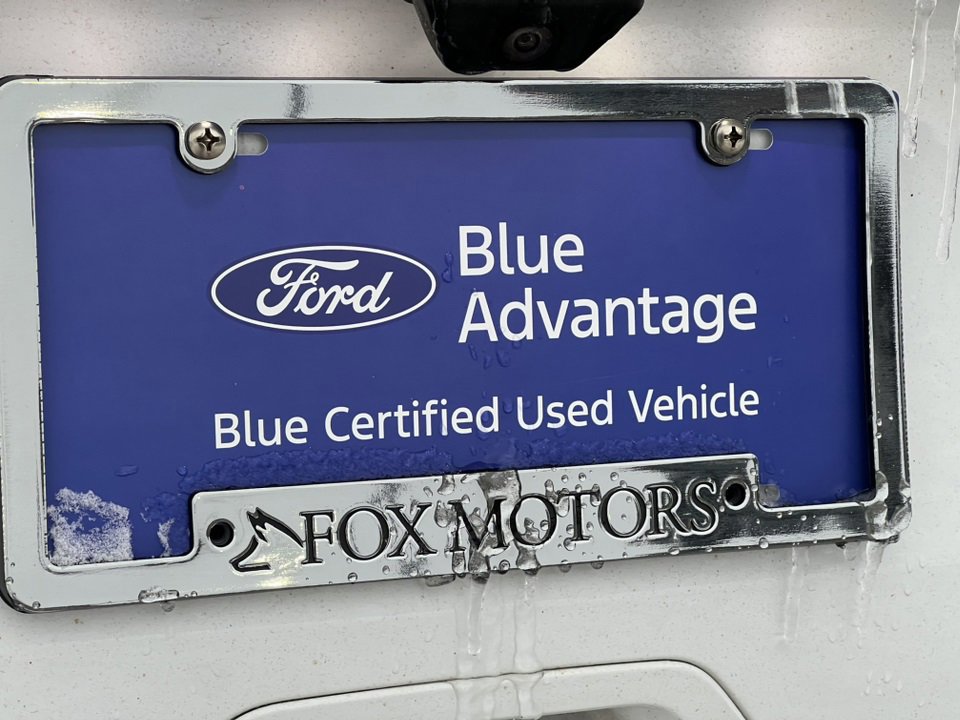 Ford
Blue
Advantage
Blue Certified Used Vehicle
FOX MOTORS